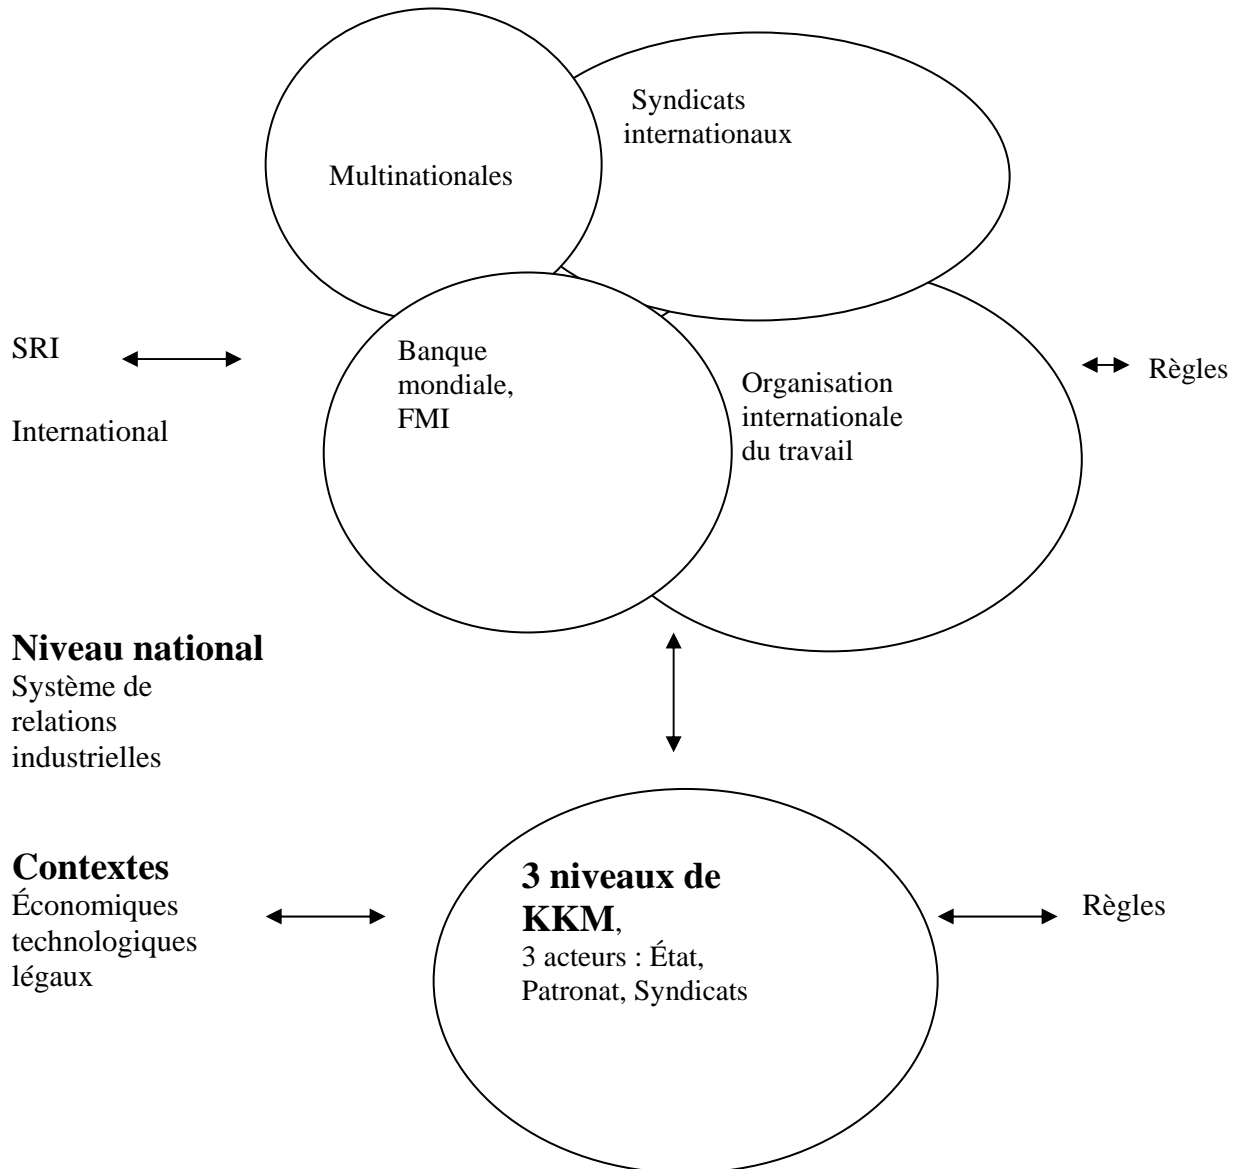 Syndicats
internationaux
Multinationales
SRI
International
Banque
mondiale,
FMI
Organisation
internationale
du travail
Règles
Niveau national
Système de
relations
industrielles
Contextes
Économiques
technologiques
légaux
3 niveaux de
KKM,
3 acteurs : État,
Patronat, Syndicats
Règles